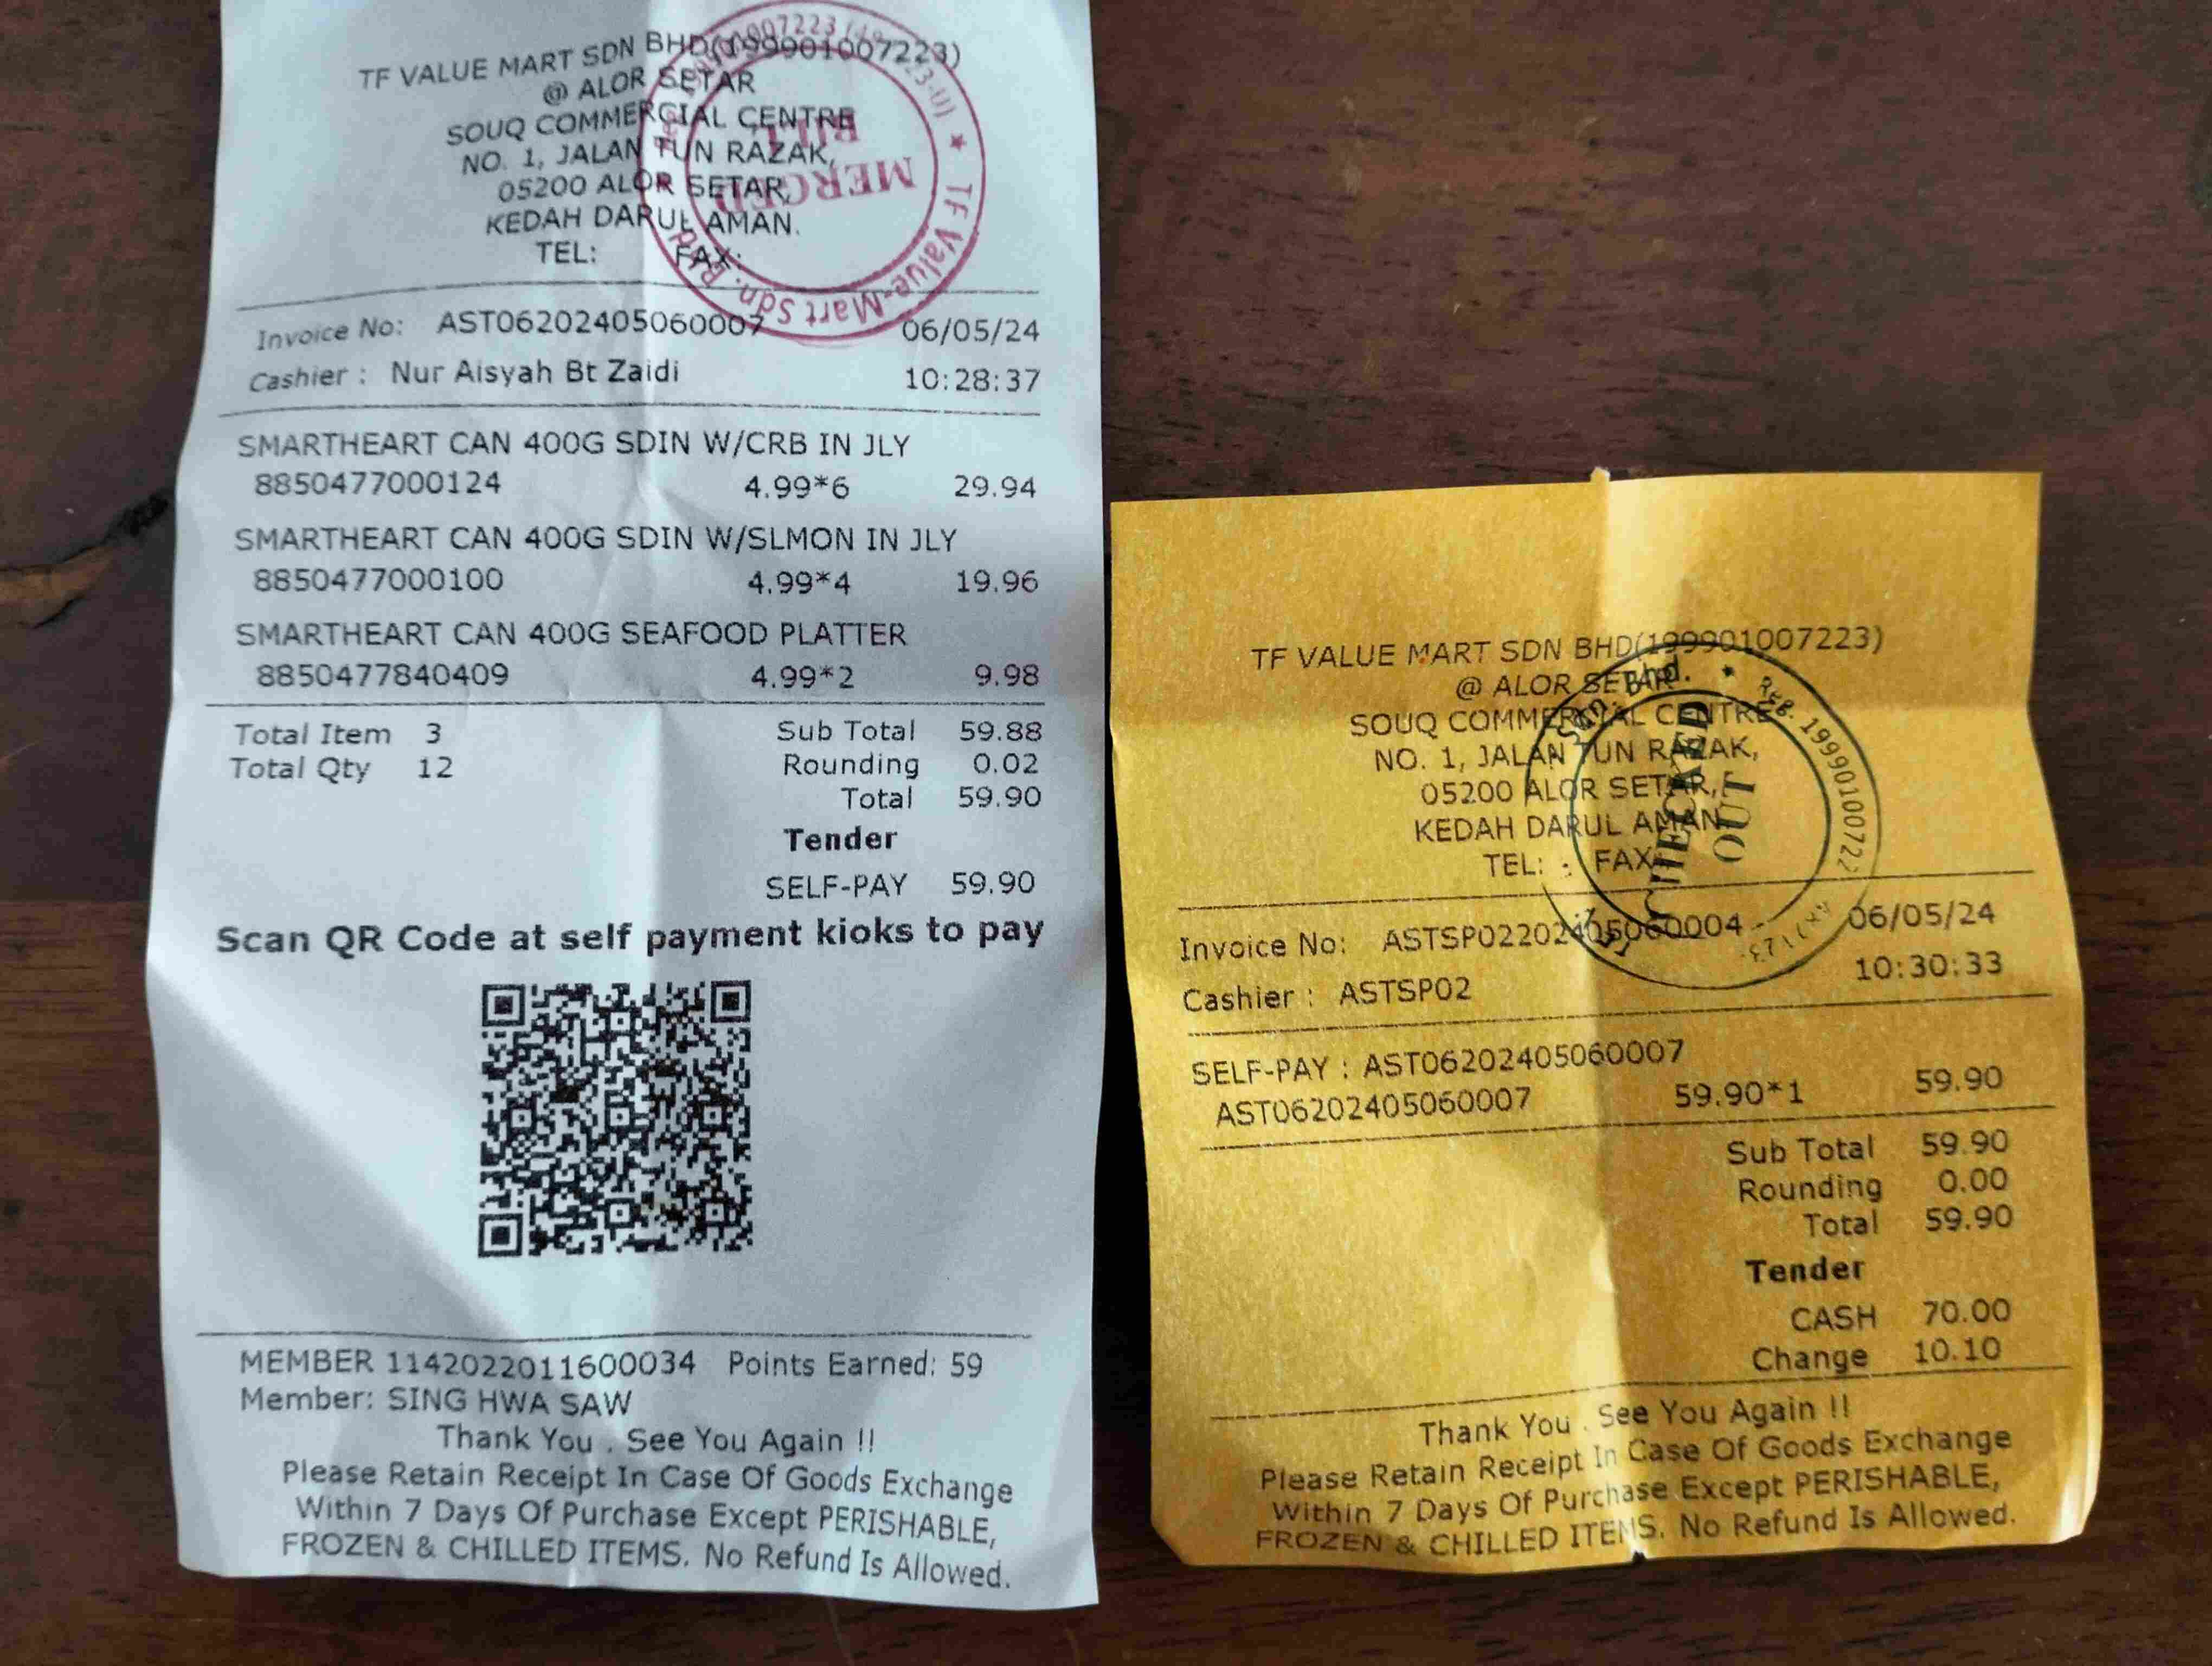 TF VALUE MART SDN BHD(199901007223)
@ ALOR SETAR
SOUQ COMMERCIAL CENTRE
NO. 1, JALAN TUN RAZAK,
05200 ALOR SETAR,
KEDAH DARUL AMAN.
TEL: FAX:
MERGED
BILL
TF Value-Mart Sdn. Bhd
Invoice No: AST06202405060007 06/05/24
Cashier : Nur Aisyah Bt Zaidi 10:28:37
SMARTHEART CAN 400G SDIN W/CRB IN JLY
8850477000124 4.99*6 29.94
SMARTHEART CAN 400G SDIN W/SLMON IN JLY
8850477000100 4.99*4 19.96
SMARTHEART CAN 400G SEAFOOD PLATTER
8850477840409 4.99*2 9.98
Total Item 3 Sub Total 59.88
Total Qty 12 Rounding 0.02
Total 59.90
Tender
SELF-PAY 59.90
Scan QR Code at self payment kioks to pay
MEMBER 1142022011600034 Points Earned: 59
Member: SING HWA SAW
Thank You . See You Again !!
Please Retain Receipt In Case Of Goods Exchange
Within 7 Days Of Purchase Except PERISHABLE,
FROZEN & CHILLED ITEMS. No Refund Is Allowed.
TF VALUE MART SDN BHD(199901007223)
@ ALOR SETAR
SOUQ COMMERCIAL CENTRE
NO. 1, JALAN TUN RAZAK,
05200 ALOR SETAR,
KEDAH DARUL AMAN.
TEL: : FAX:
OUT
Bhd.
Reg. 199901007223
Invoice No: ASTSP02202405060004 06/05/24
Cashier : ASTSP02 10:30:33
SELF-PAY : AST06202405060007
AST06202405060007 59.90*1 59.90
Sub Total 59.90
Rounding 0.00
Total 59.90
Tender
CASH 70.00
Change 10.10
Thank You . See You Again !!
Please Retain Receipt In Case Of Goods Exchange
Within 7 Days Of Purchase Except PERISHABLE,
FROZEN & CHILLED ITEMS. No Refund Is Allowed.